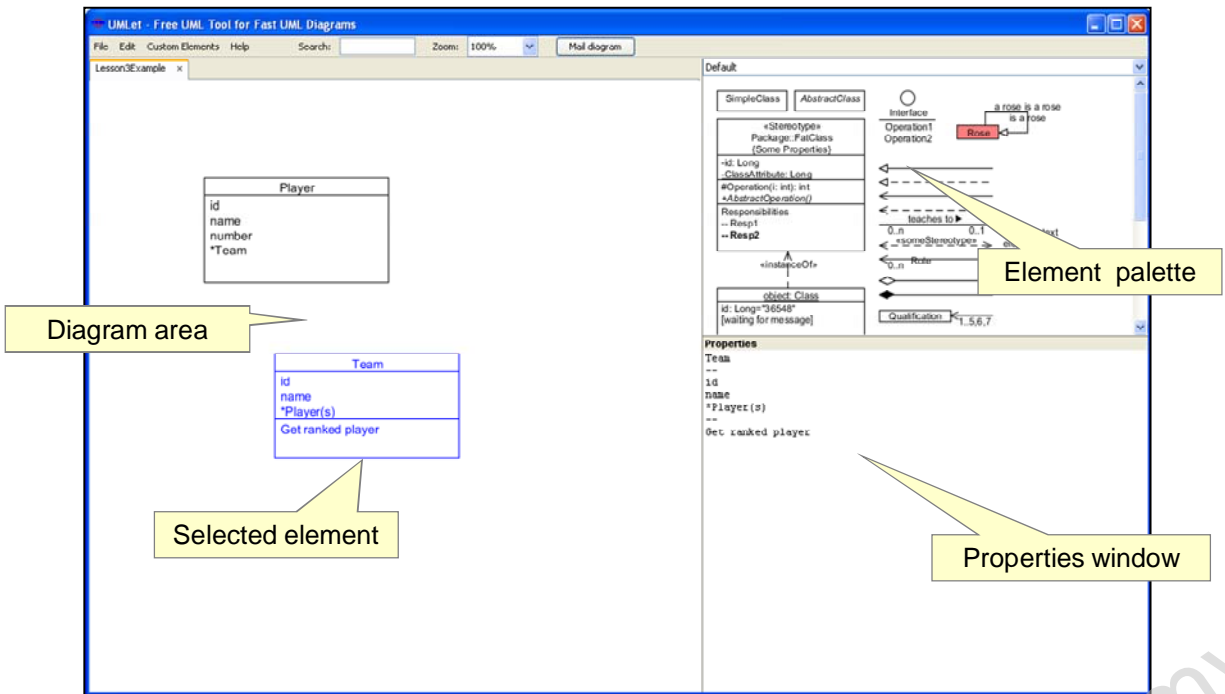 UMLet - Free UML Tool for Fast UML Diagrams
File Edit Custom Elements Help Search: Zoom: 100% Mail diagram
Lesson3Example ×
Player
id
name
number
*Team
Diagram area
Team
id
name
*Player(s)
Get ranked player
Selected element
Default
SimpleClass
AbstractClass
Interface
Operation1
Operation2
a rose is a rose
is a rose
Rose
«Stereotype»
Package::FatClass
{Some Properties}
-id: Long
-ClassAttribute: Long
#Operation(i: int): int
+AbstractOperation()
Responsibilities
-- Resp1
-- Resp2
teaches to ▶
0..n 0..1
«someStereotype»
0..n Role
«instanceOf»
object: Class
id: Long="36548"
[waiting for message]
Qualification
1..5,6,7
Element palette
Properties
Team
--
id
name
*Player(s)
--
Get ranked player
Properties window